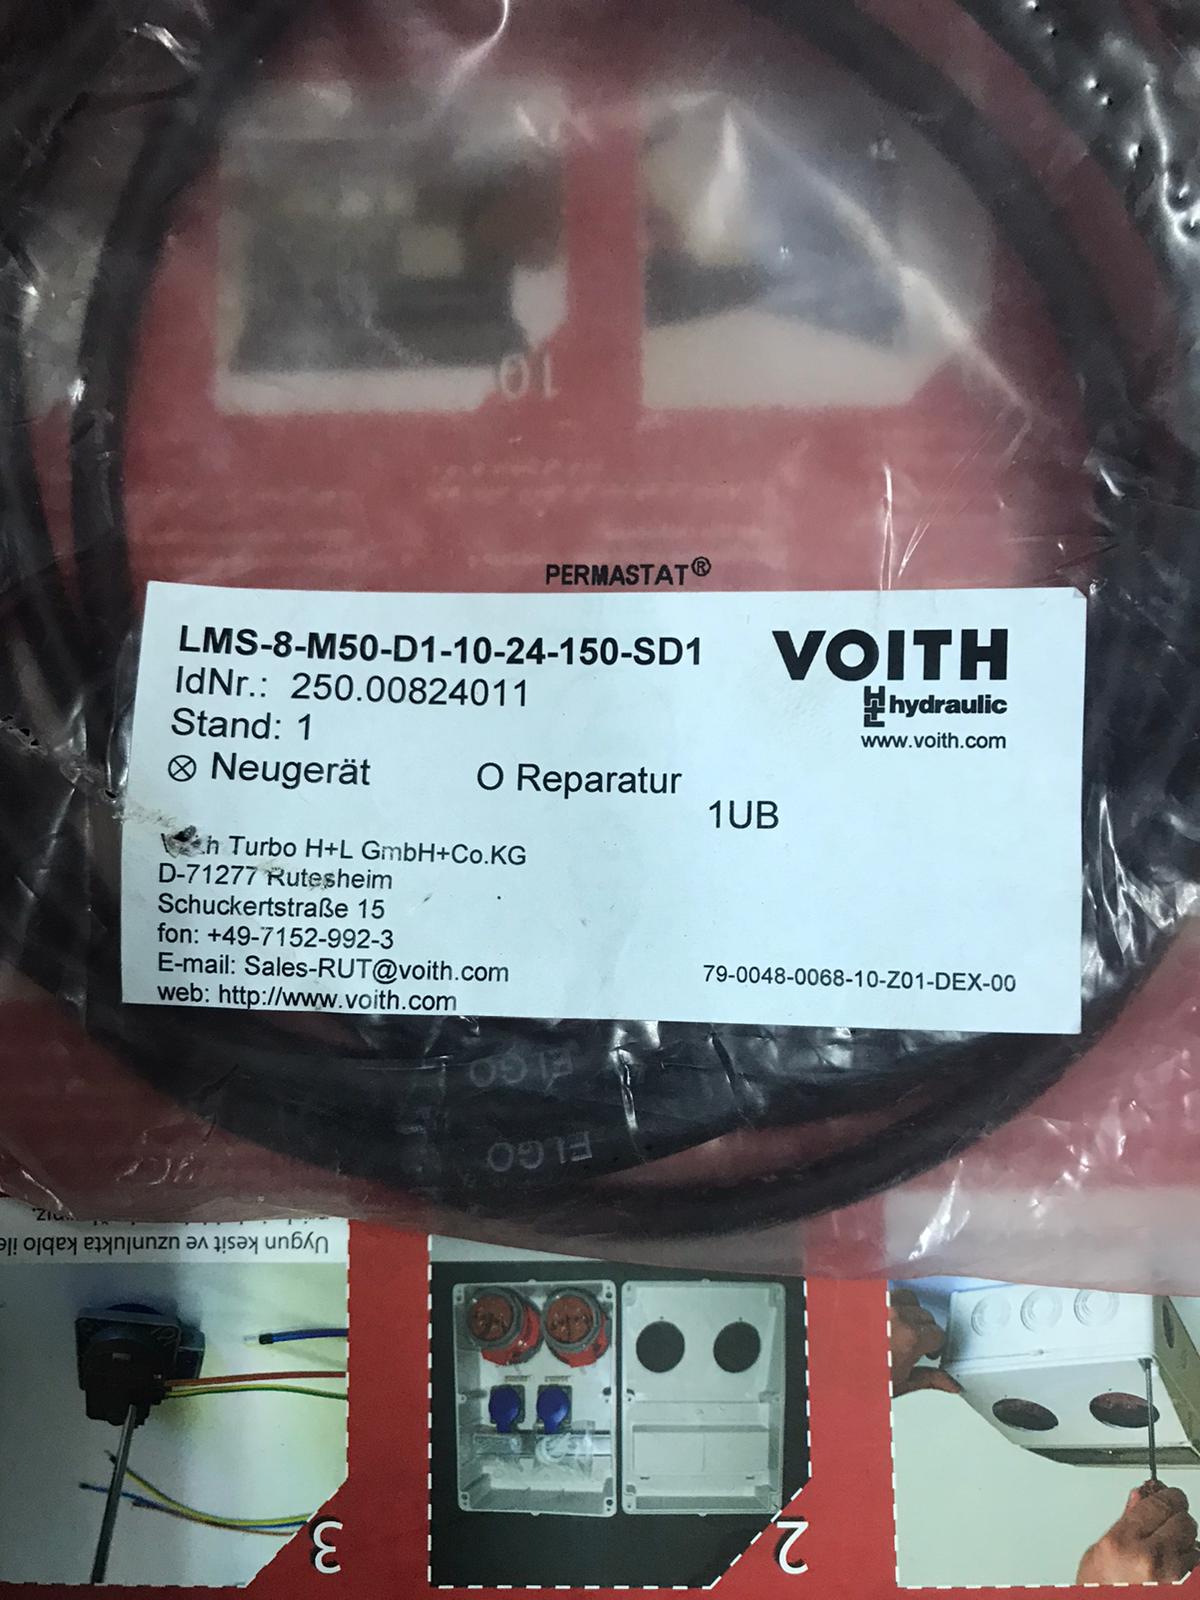 10
PERMASTAT®
LMS-8-M50-D1-10-24-150-SD1
IdNr.: 250.00824011
Stand: 1
⊗ Neugerät O Reparatur
1UB
VOITH
H+L hydraulic
www.voith.com
Turbo H+L GmbH+Co.KG
D-71277 Rutesheim
Schuckertstraße 15
fon: +49-7152-992-3
E-mail: Sales-RUT@voith.com
web: http://www.voith.com
79-0048-0068-10-Z01-DEX-00
ELGO
ELGO
Uygun kesit ve uzunlukta kablo ile
3
2